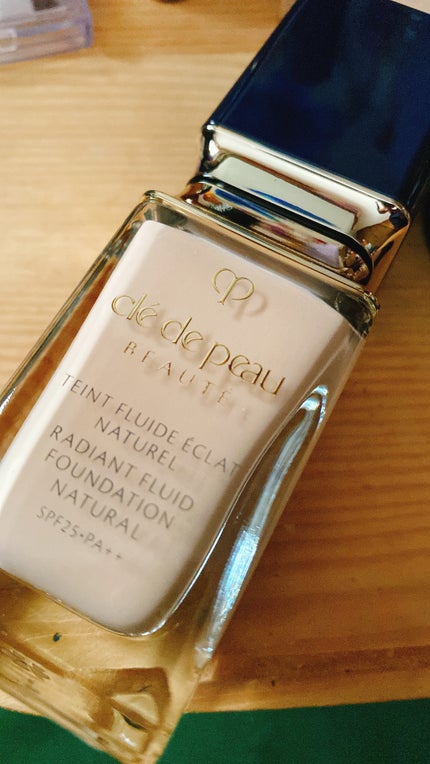 clé de peau
BEAUTÉ
TEINT FLUIDE ÉCLAT
NATUREL
RADIANT FLUID
FOUNDATION
NATURAL
SPF25・PA++